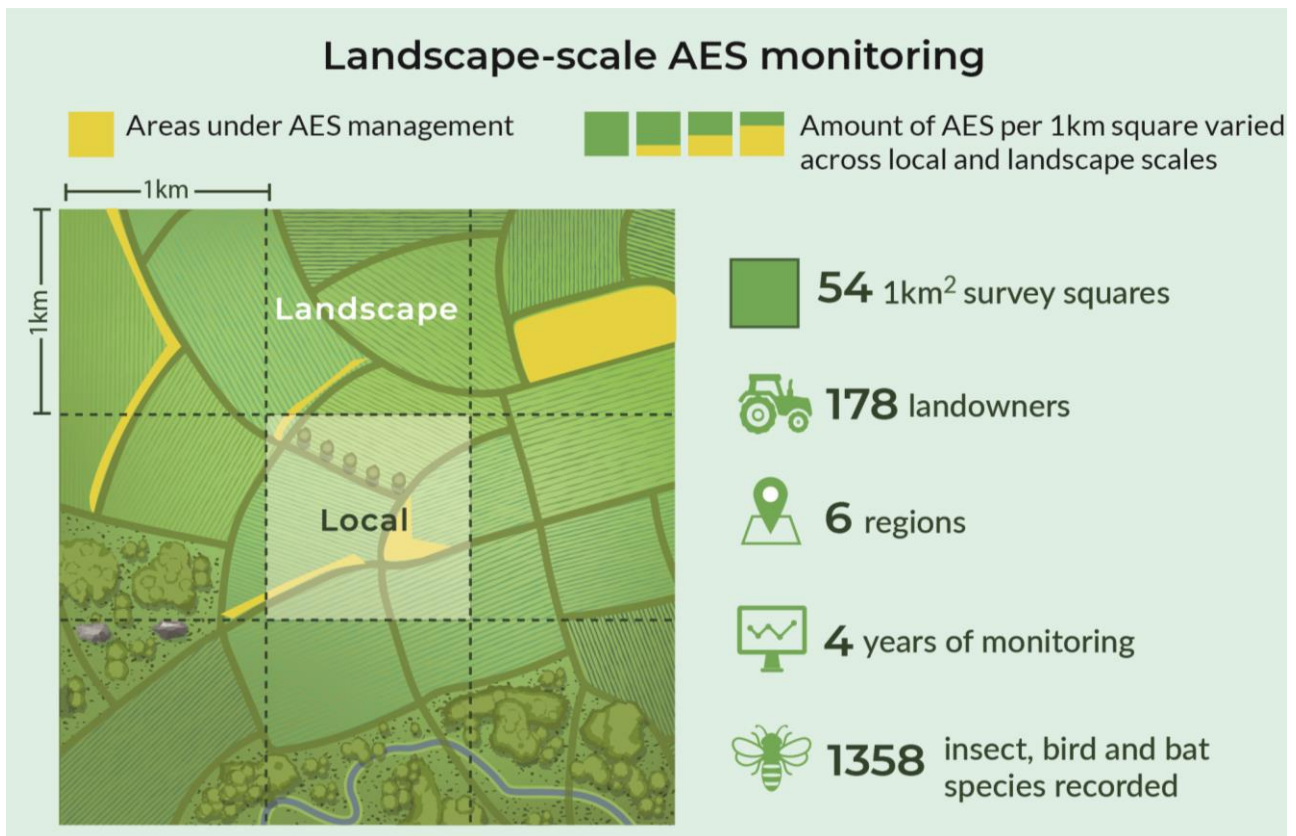 Landscape-scale AES monitoring
Areas under AES management
Amount of AES per 1km square varied
across local and landscape scales
1km
1km
Landscape
Local
54 1km² survey squares
178 landowners
6 regions
4 years of monitoring
1358 insect, bird and bat
species recorded